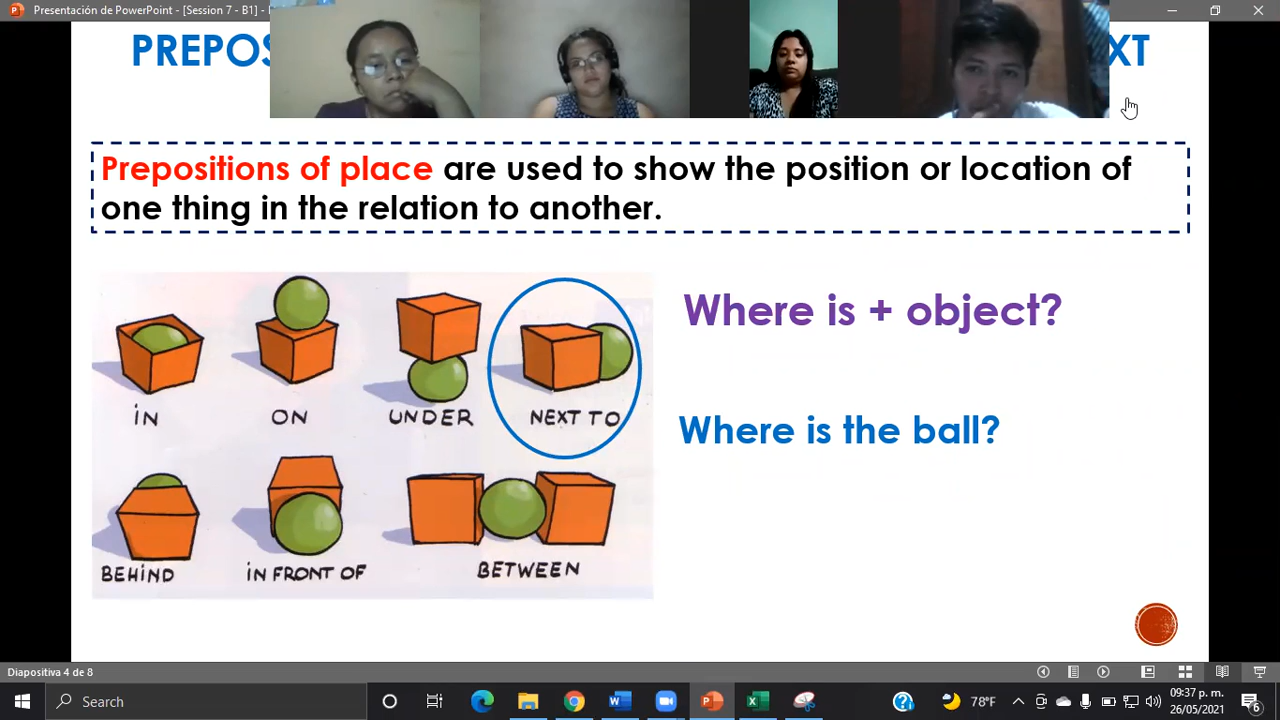 Presentación de PowerPoint - [Session 7 - B1]
Prepositions of place are used to show the position or location of
one thing in the relation to another.
Where is + object?
IN
ON
UNDER
NEXT TO
Where is the ball?
BEHIND
IN FRONT OF
BETWEEN
Diapositiva 4 de 8
Search
78°F
09:37 p. m.
26/05/2021
6